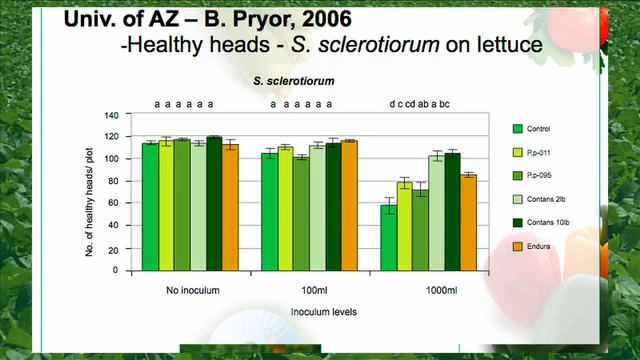 Univ. of AZ – B. Pryor, 2006
-Healthy heads - S. sclerotiorum on lettuce
S. sclerotiorum
a a a a a a
a a a a a a
d c cd ab a bc
140
120
100
80
60
40
20
0
No. of healthy heads/ plot
No inoculum
100ml
1000ml
Inoculum levels
Control
P.p-011
P.p-095
Contans 2lb
Contans 10lb
Endura